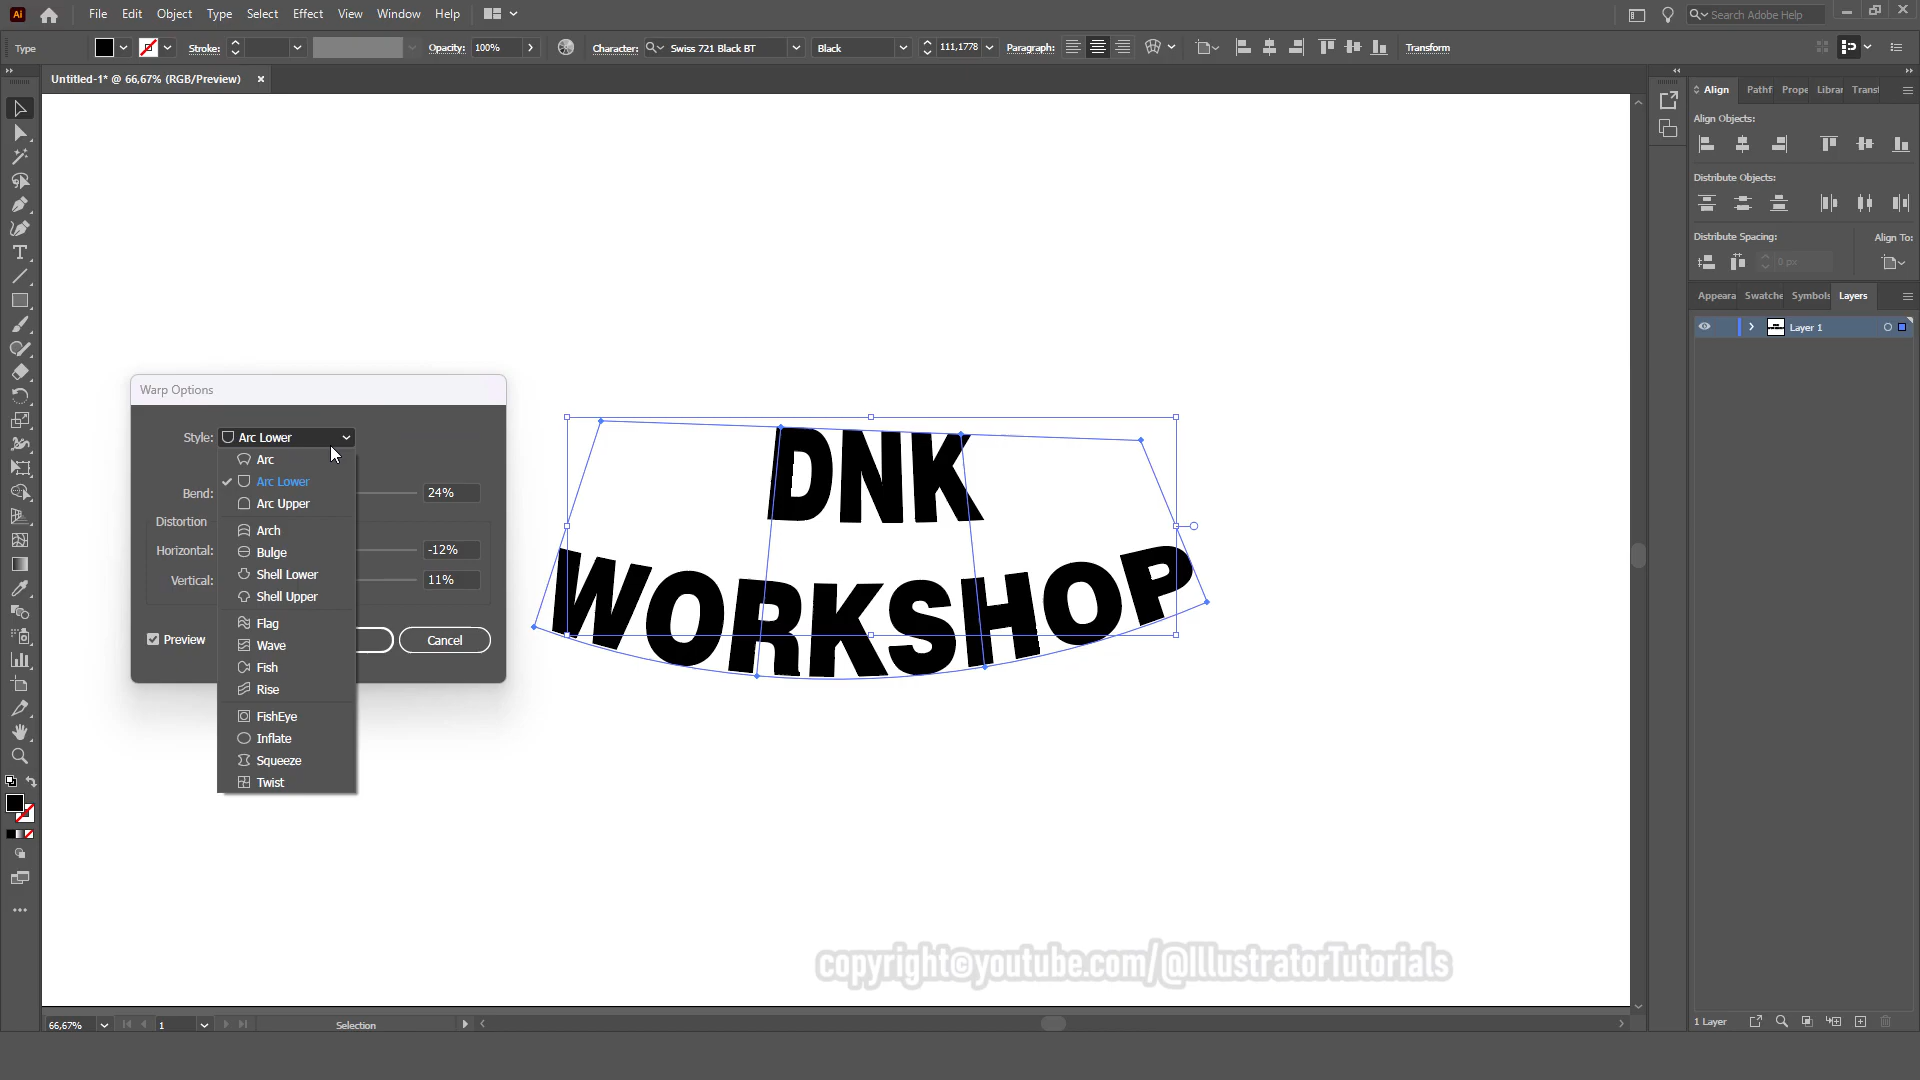 Ai File Edit Object Type Select Effect View Window Help Search Adobe Help
Type Stroke: Opacity: 100% Character: Swiss 721 Black BT Black 111,1778 Paragraph: Transform
Untitled-1* @ 66,67% (RGB/Preview)
Align Pathf Prope Librar Transf
Align Objects:
Distribute Objects:
Distribute Spacing: Align To:
0 px
Appeara Swatche Symbols Layers
Layer 1
Warp Options
Style: Arc Lower
Arc
Arc Lower
Arc Upper
Arch
Bulge
Shell Lower
Shell Upper
Flag
Wave
Fish
Rise
FishEye
Inflate
Squeeze
Twist
Bend: 24%
Distortion
Horizontal: -12%
Vertical: 11%
Preview Cancel
DNK
WORKSHOP
copyright©youtube.com/@IllustratorTutorials
66,67% 1 Selection
1 Layer